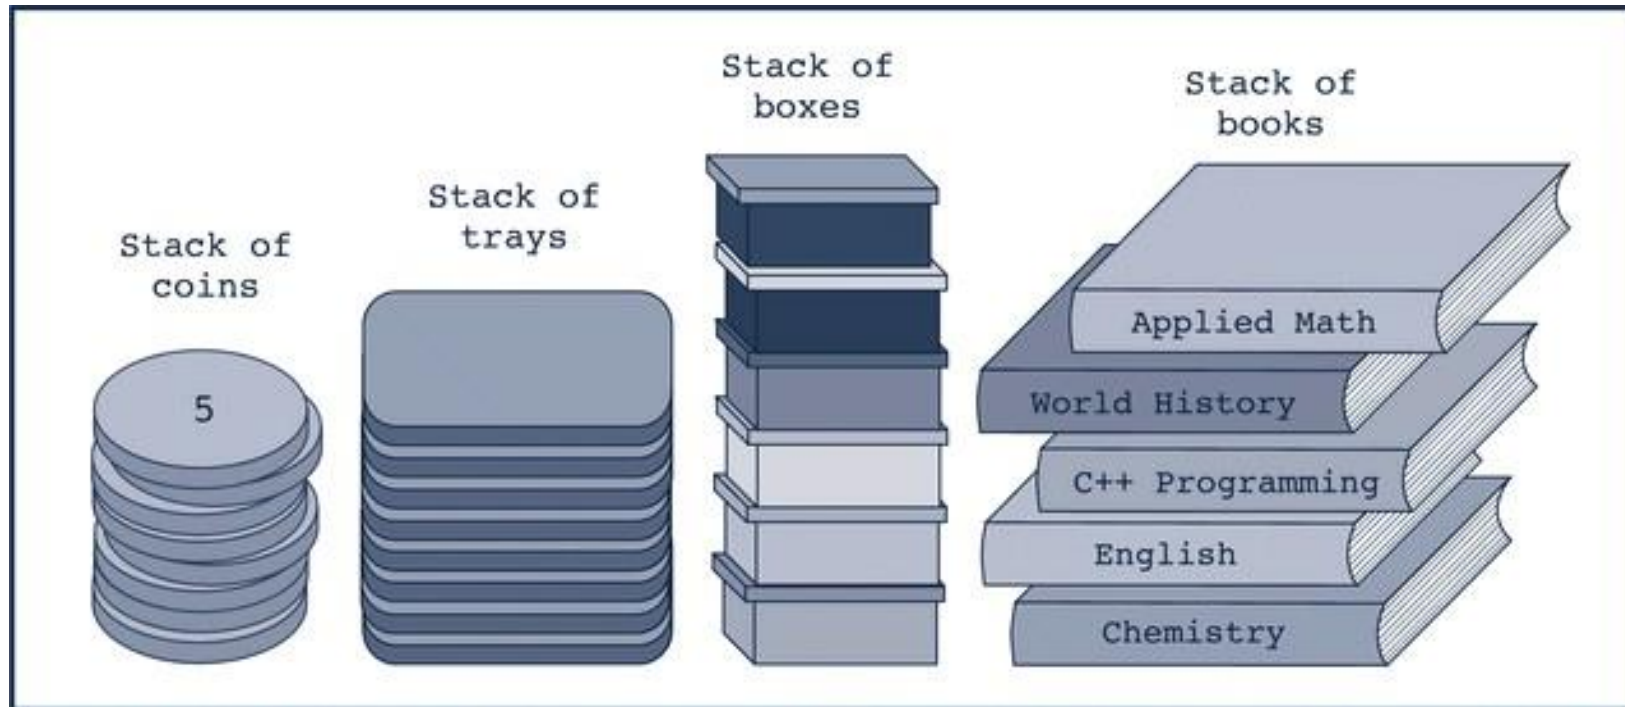 Stack of
coins
5
Stack of
trays
Stack of
boxes
Stack of
books
Applied Math
World History
C++ Programming
English
Chemistry